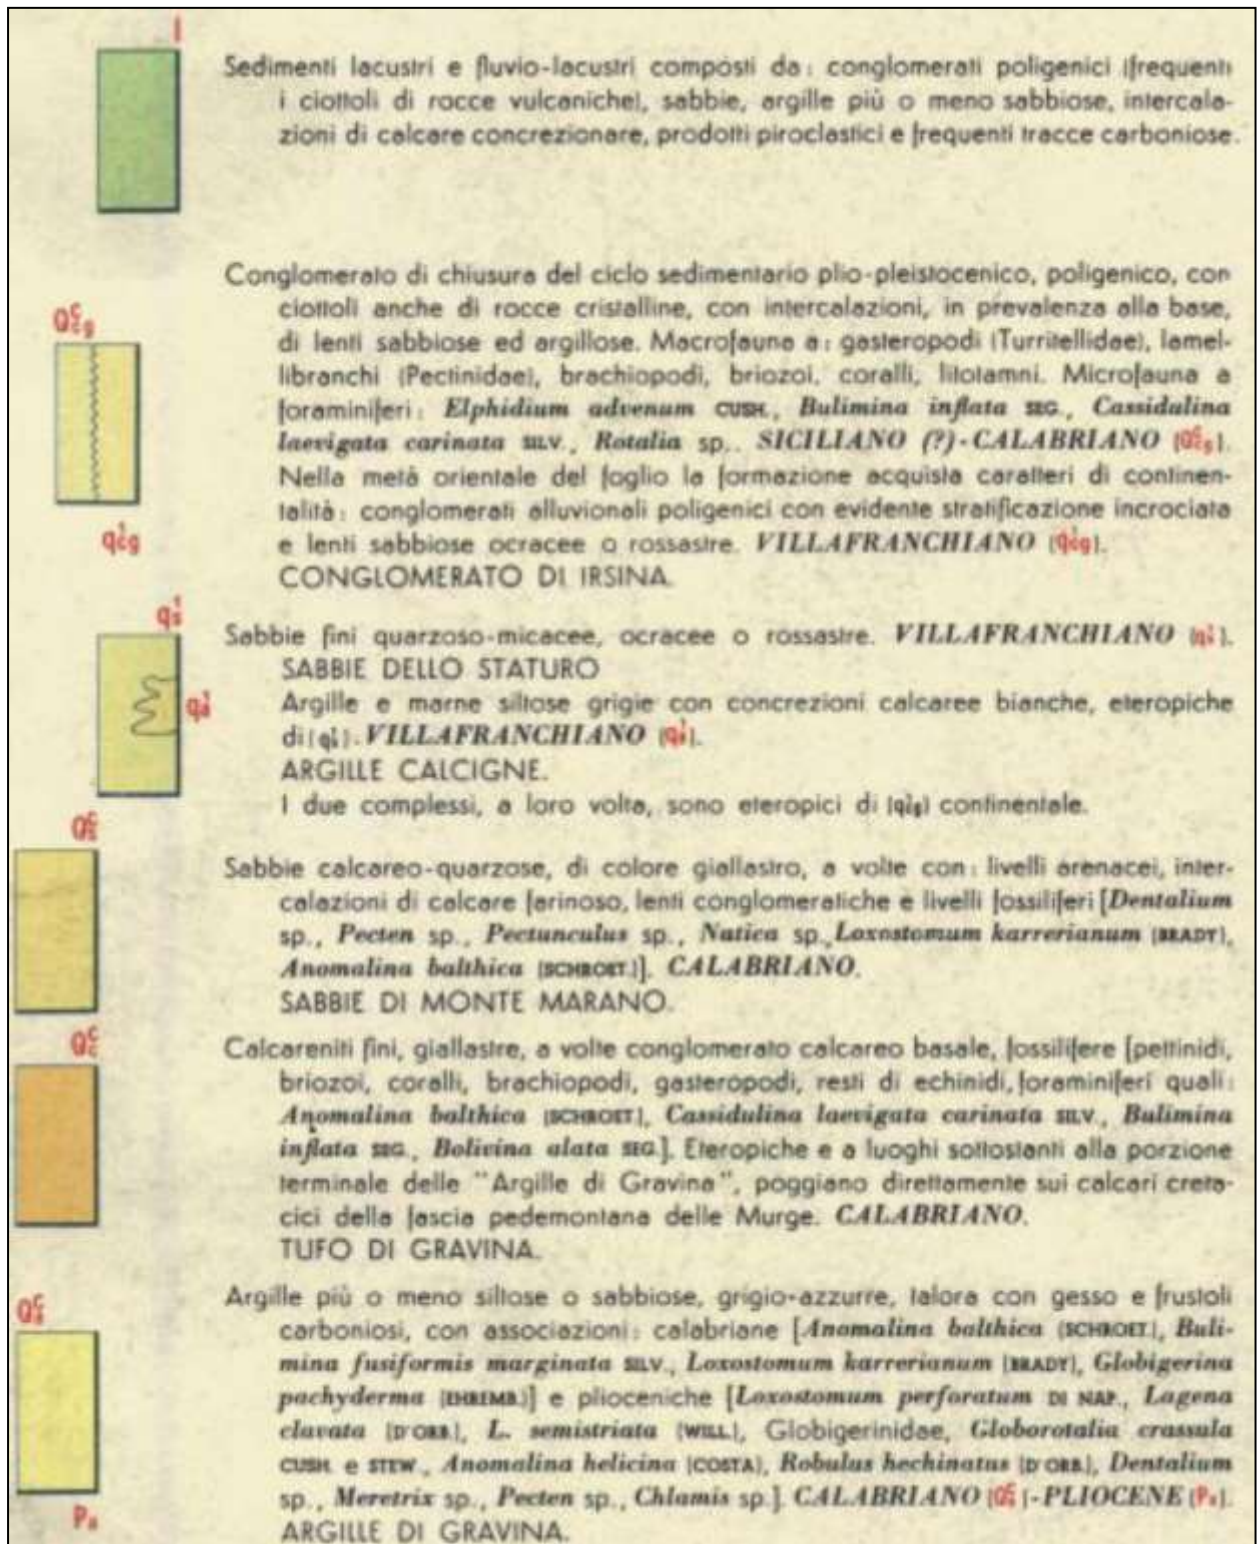 l
Sedimenti lacustri e fluvio-lacustri composti da: conglomerati poligenici (frequenti
i ciottoli di rocce vulcaniche), sabbie, argille più o meno sabbiose, intercala-
zioni di calcare concrezionare, prodotti piroclastici e frequenti tracce carboniose.
Conglomerato di chiusura del ciclo sedimentario plio-pleistocenico, poligenico, con
ciottoli anche di rocce cristalline, con intercalazioni, in prevalenza alla base,
di lenti sabbiose ed argillose. Macrofauna a: gasteropodi (Turritellidae), lamel-
libranchi (Pectinidae), brachiopodi, briozoi, coralli, litotamni. Microfauna a
foraminiferi: Elphidium advenum CUSH., Bulimina inflata SEG., Cassidulina
laevigata carinata SILV., Rotalia sp.. SICILIANO (?)-CALABRIANO
Nella metà orientale del foglio la formazione acquista caratteri di continen-
talità: conglomerati alluvionali poligenici con evidente stratificazione incrociata
e lenti sabbiose ocracee o rossastre. VILLAFRANCHIANO
CONGLOMERATO DI IRSINA.
Sabbie fini quarzoso-micacee, ocracee o rossastre. VILLAFRANCHIANO
SABBIE DELLO STATURO
Argille e marne siltose grigie con concrezioni calcaree bianche, eteropiche
di VILLAFRANCHIANO
ARGILLE CALCIGNE.
I due complessi, a loro volta, sono eteropici di continentale.
Sabbie calcareo-quarzose, di colore giallastro, a volte con: livelli arenacei, inter-
calazioni di calcare farinoso, lenti conglomeratiche e livelli fossiliferi [Dentalium
sp., Pecten sp., Pectunculus sp., Natica sp., Loxostomum karrerianum (BRADY),
Anomalina balthica (SCHROET.)]. CALABRIANO.
SABBIE DI MONTE MARANO.
Calcareniti fini, giallastre, a volte conglomerato calcareo basale, fossilifere [pettinidi,
briozoi, coralli, brachiopodi, gasteropodi, resti di echinidi, foraminiferi quali:
Anomalina balthica (SCHROET), Cassidulina laevigata carinata SILV., Bulimina
inflata SEG., Bolivina alata SEG.]. Eteropiche e a luoghi sottostanti alla porzione
terminale delle "Argille di Gravina", poggiano direttamente sui calcari creta-
cici della fascia pedemontana delle Murge. CALABRIANO.
TUFO DI GRAVINA.
Argille più o meno siltose o sabbiose, grigio-azzurre, talora con gesso e frustoli
carboniosi, con associazioni: calabriane [Anomalina balthica (SCHROET.), Buli-
mina fusiformis marginata SILV., Loxostomum karrerianum (BRADY), Globigerina
pachyderma (EHREMB.)] e plioceniche [Loxostomum perforatum DI NAP., Lagena
clavata (D'ORB.), L. semistriata (WILL), Globigerinidae, Globorotalia crassula
CUSH. e STEW., Anomalina helicina (COSTA), Robulus hechinatus (D'ORB.), Dentalium
sp., Meretrix sp., Pecten sp., Chlamis sp.]. CALABRIANO -PLIOCENE
ARGILLE DI GRAVINA.